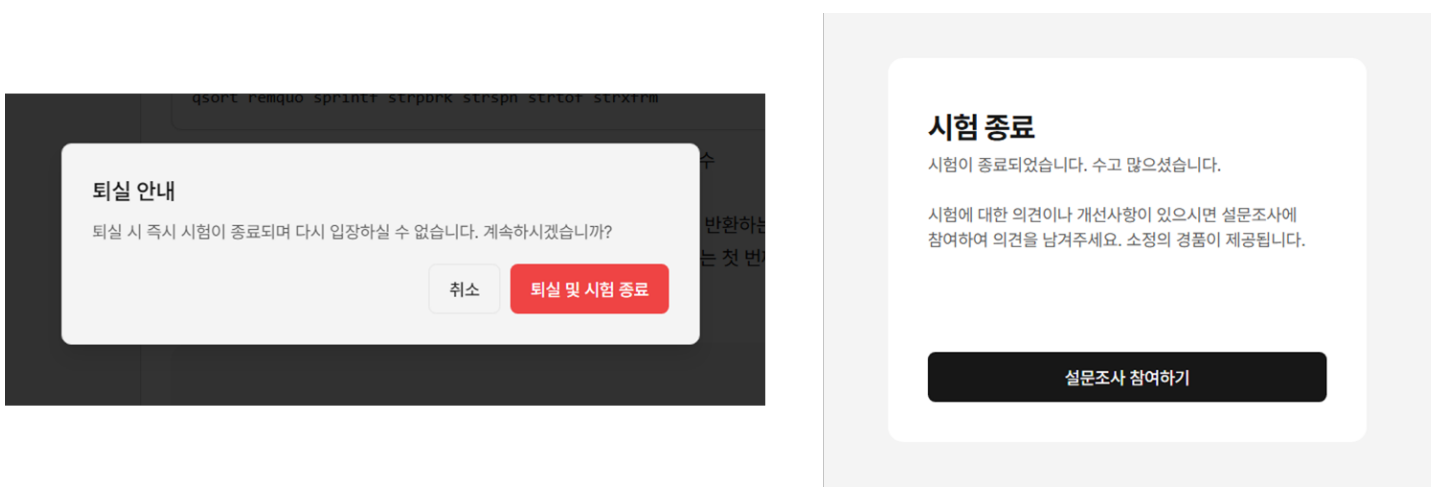 qsort remquo sprintf strpbrk strspn strtof strxfrm
수
퇴실 안내
반환하는
퇴실 시 즉시 시험이 종료되며 다시 입장하실 수 없습니다. 계속하시겠습니까?
는 첫 번째
취소
퇴실 및 시험 종료
시험 종료
시험이 종료되었습니다. 수고 많으셨습니다.
시험에 대한 의견이나 개선사항이 있으시면 설문조사에
참여하여 의견을 남겨주세요. 소정의 경품이 제공됩니다.
설문조사 참여하기